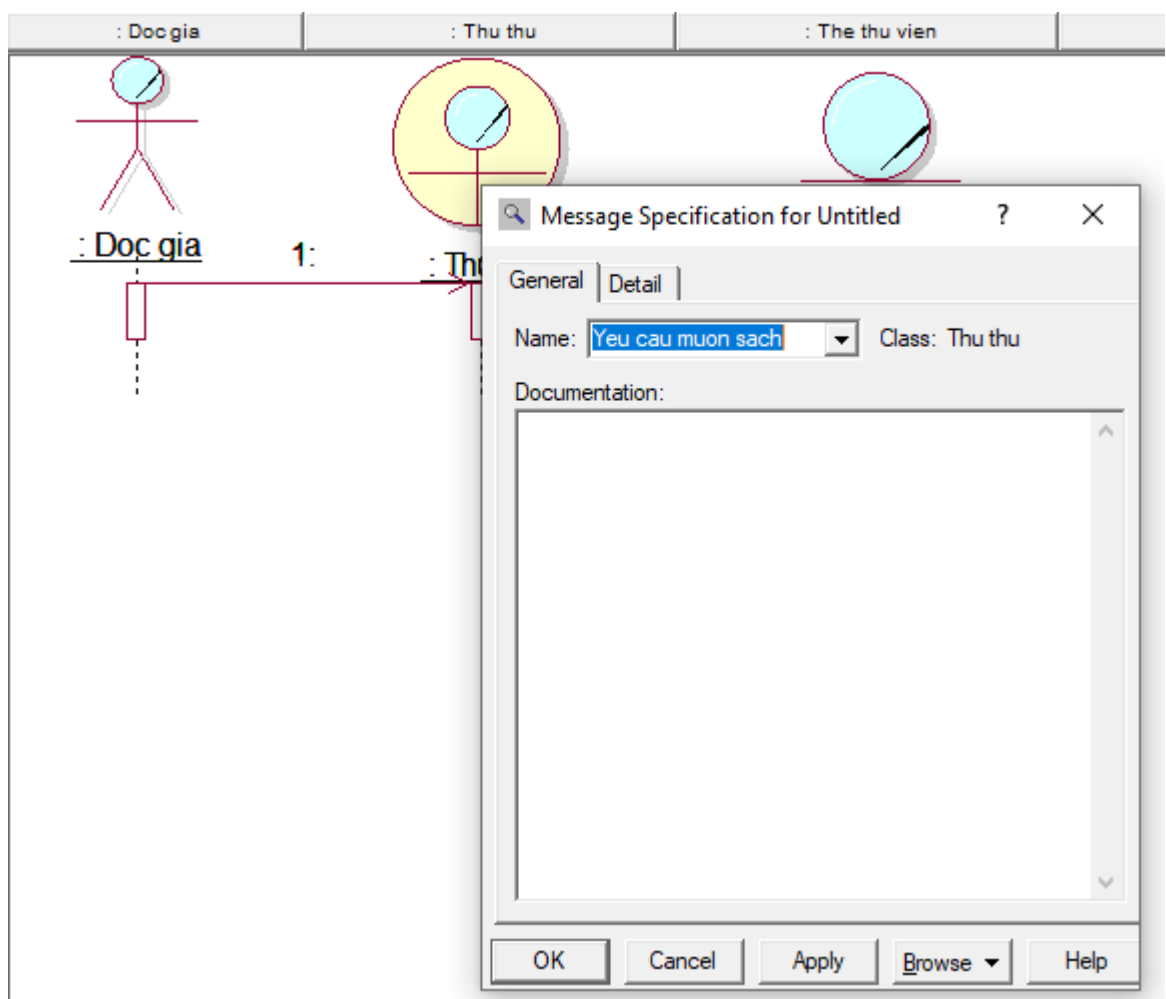 : Doc gia
: Thu thu
: The thu vien
: Doc gia
1:
: Thu
Message Specification for Untitled
?
General
Detail
Name:
Yeu cau muon sach
Class: Thu thu
Documentation:
OK
Cancel
Apply
Browse
Help